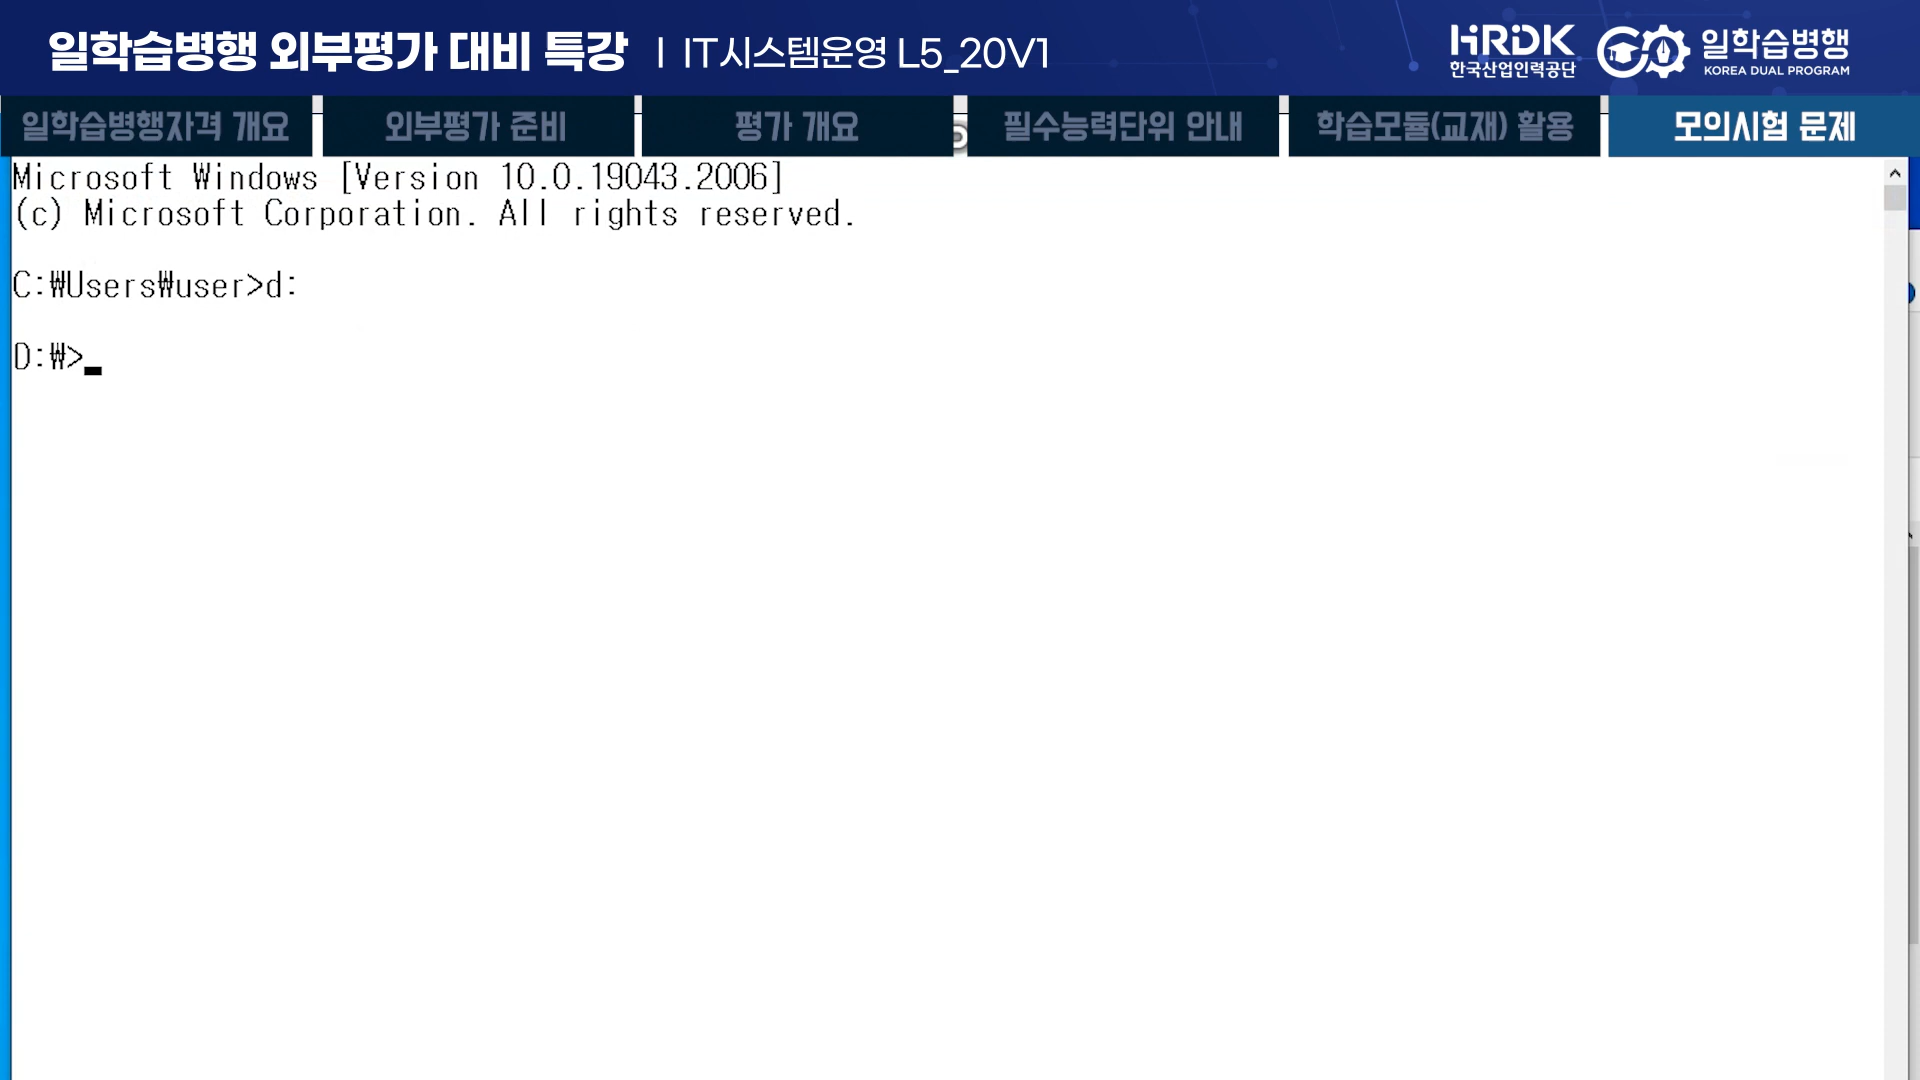 일학습병행 외부평가 대비 특강 | IT시스템운영 L5_20V1
HRDK
한국산업인력공단
일학습병행
KOREA DUAL PROGRAM
일학습병행자격 개요
외부평가 준비
평가 개요
필수능력단위 안내
학습모듈(교재) 활용
모의시험 문제
Microsoft Windows [Version 10.0.19043.2006]
(c) Microsoft Corporation. All rights reserved.
C:₩Users₩user>d:
D:₩>_